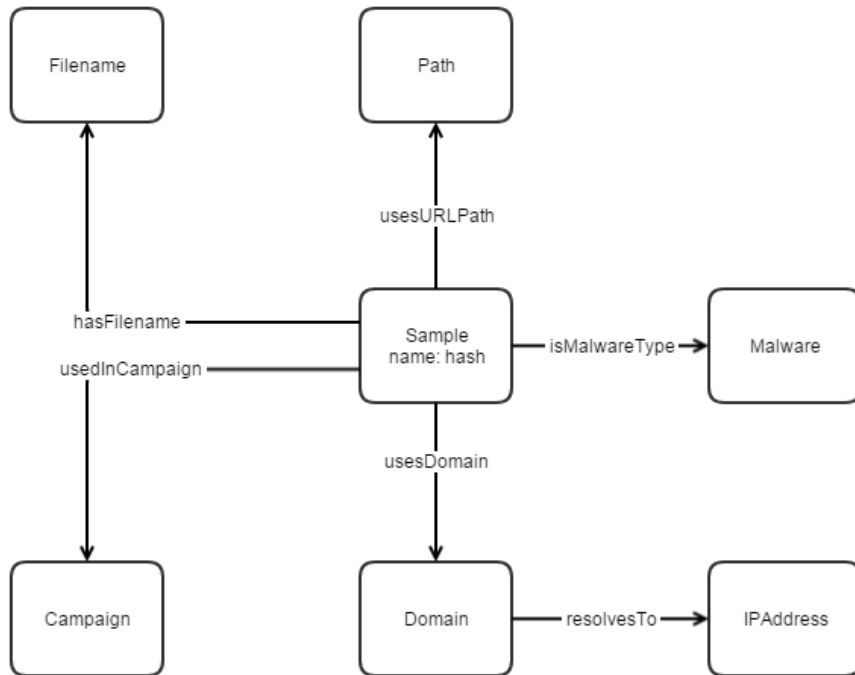 Filename
Path
usesURLPath
hasFilename
Sample
name: hash
isMalwareType
Malware
usedInCampaign
usesDomain
Campaign
Domain
resolvesTo
IPAddress